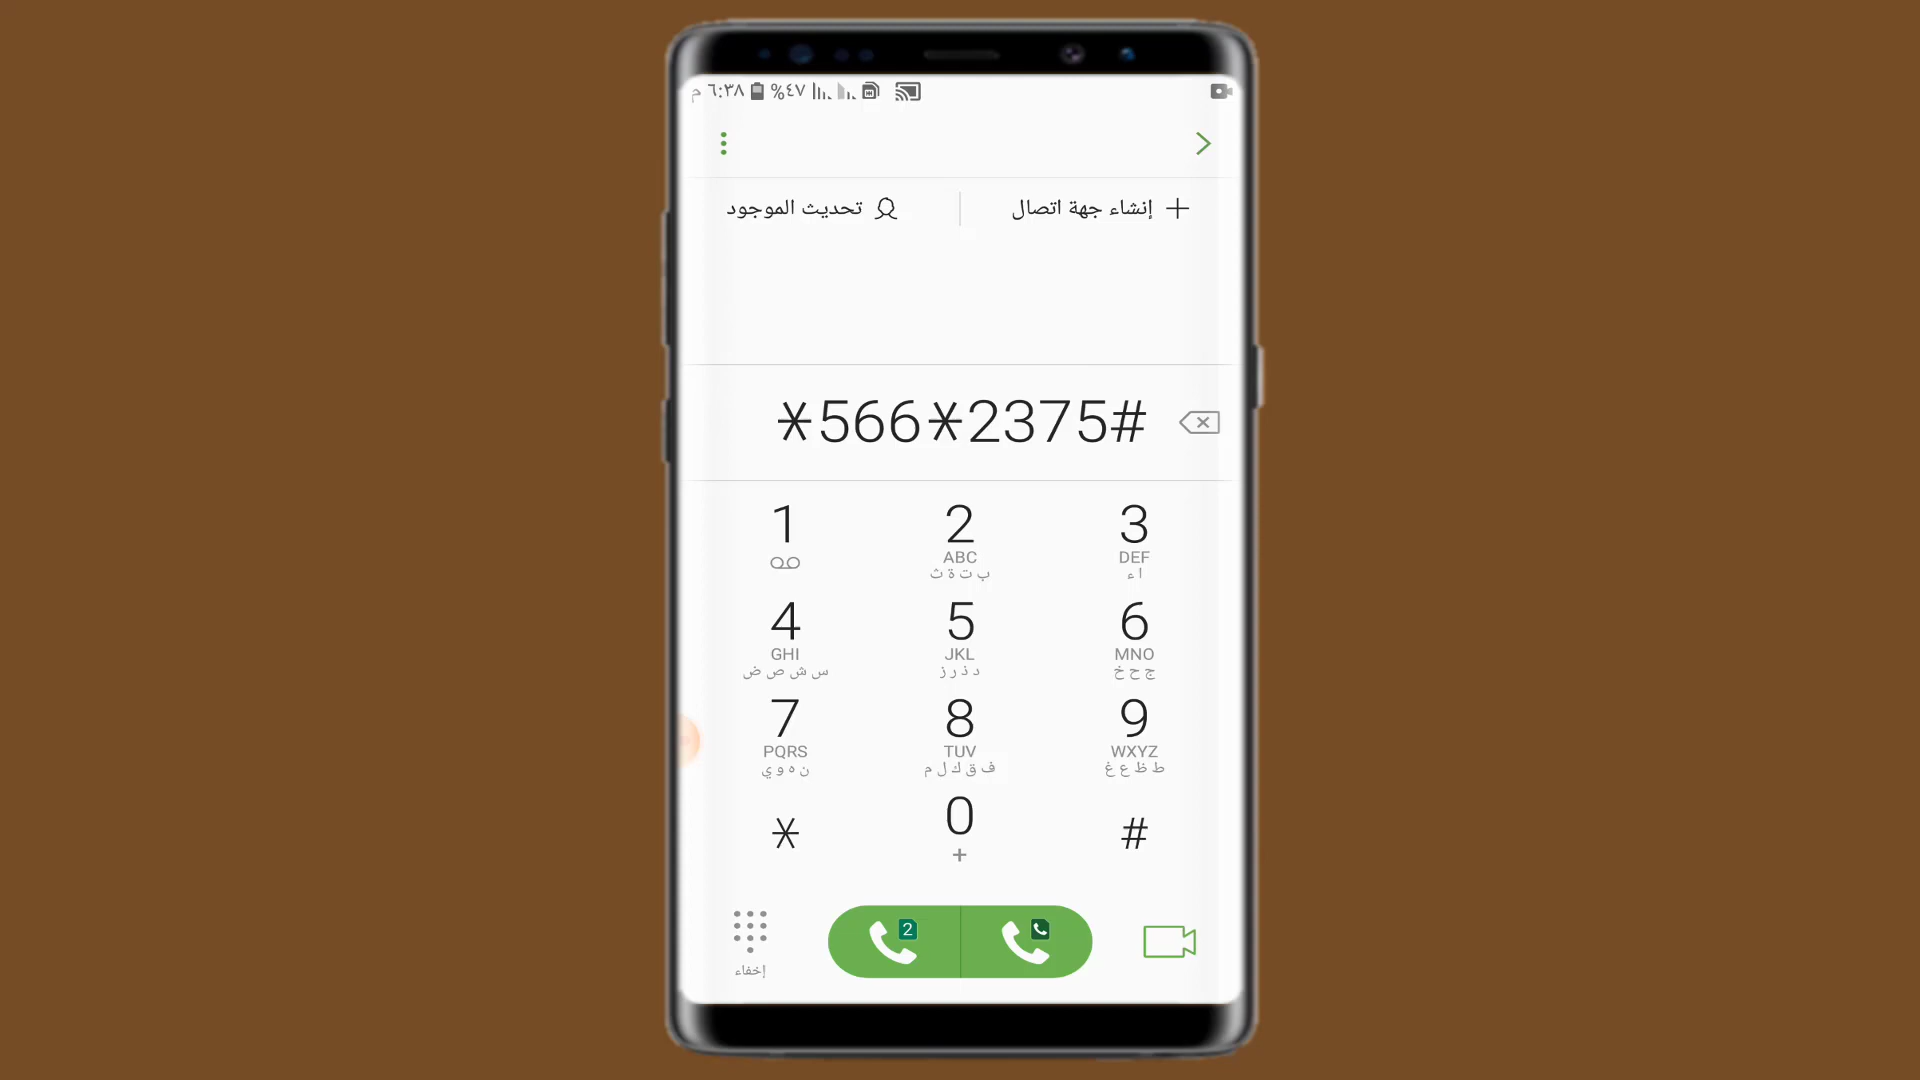 م ٦:٣٨ %٤٧
إنشاء جهة اتصال
تحديث الموجود
*566*2375#
1
2
ABC
ب ت ة ث
3
DEF
ا ء
4
GHI
س ش ص ض
5
JKL
د ذ ر ز
6
MNO
ج ح خ
7
PQRS
ن ه و ي
8
TUV
ف ق ك ل م
9
WXYZ
ط ظ ع غ
*
0
+
#
2
إخفاء